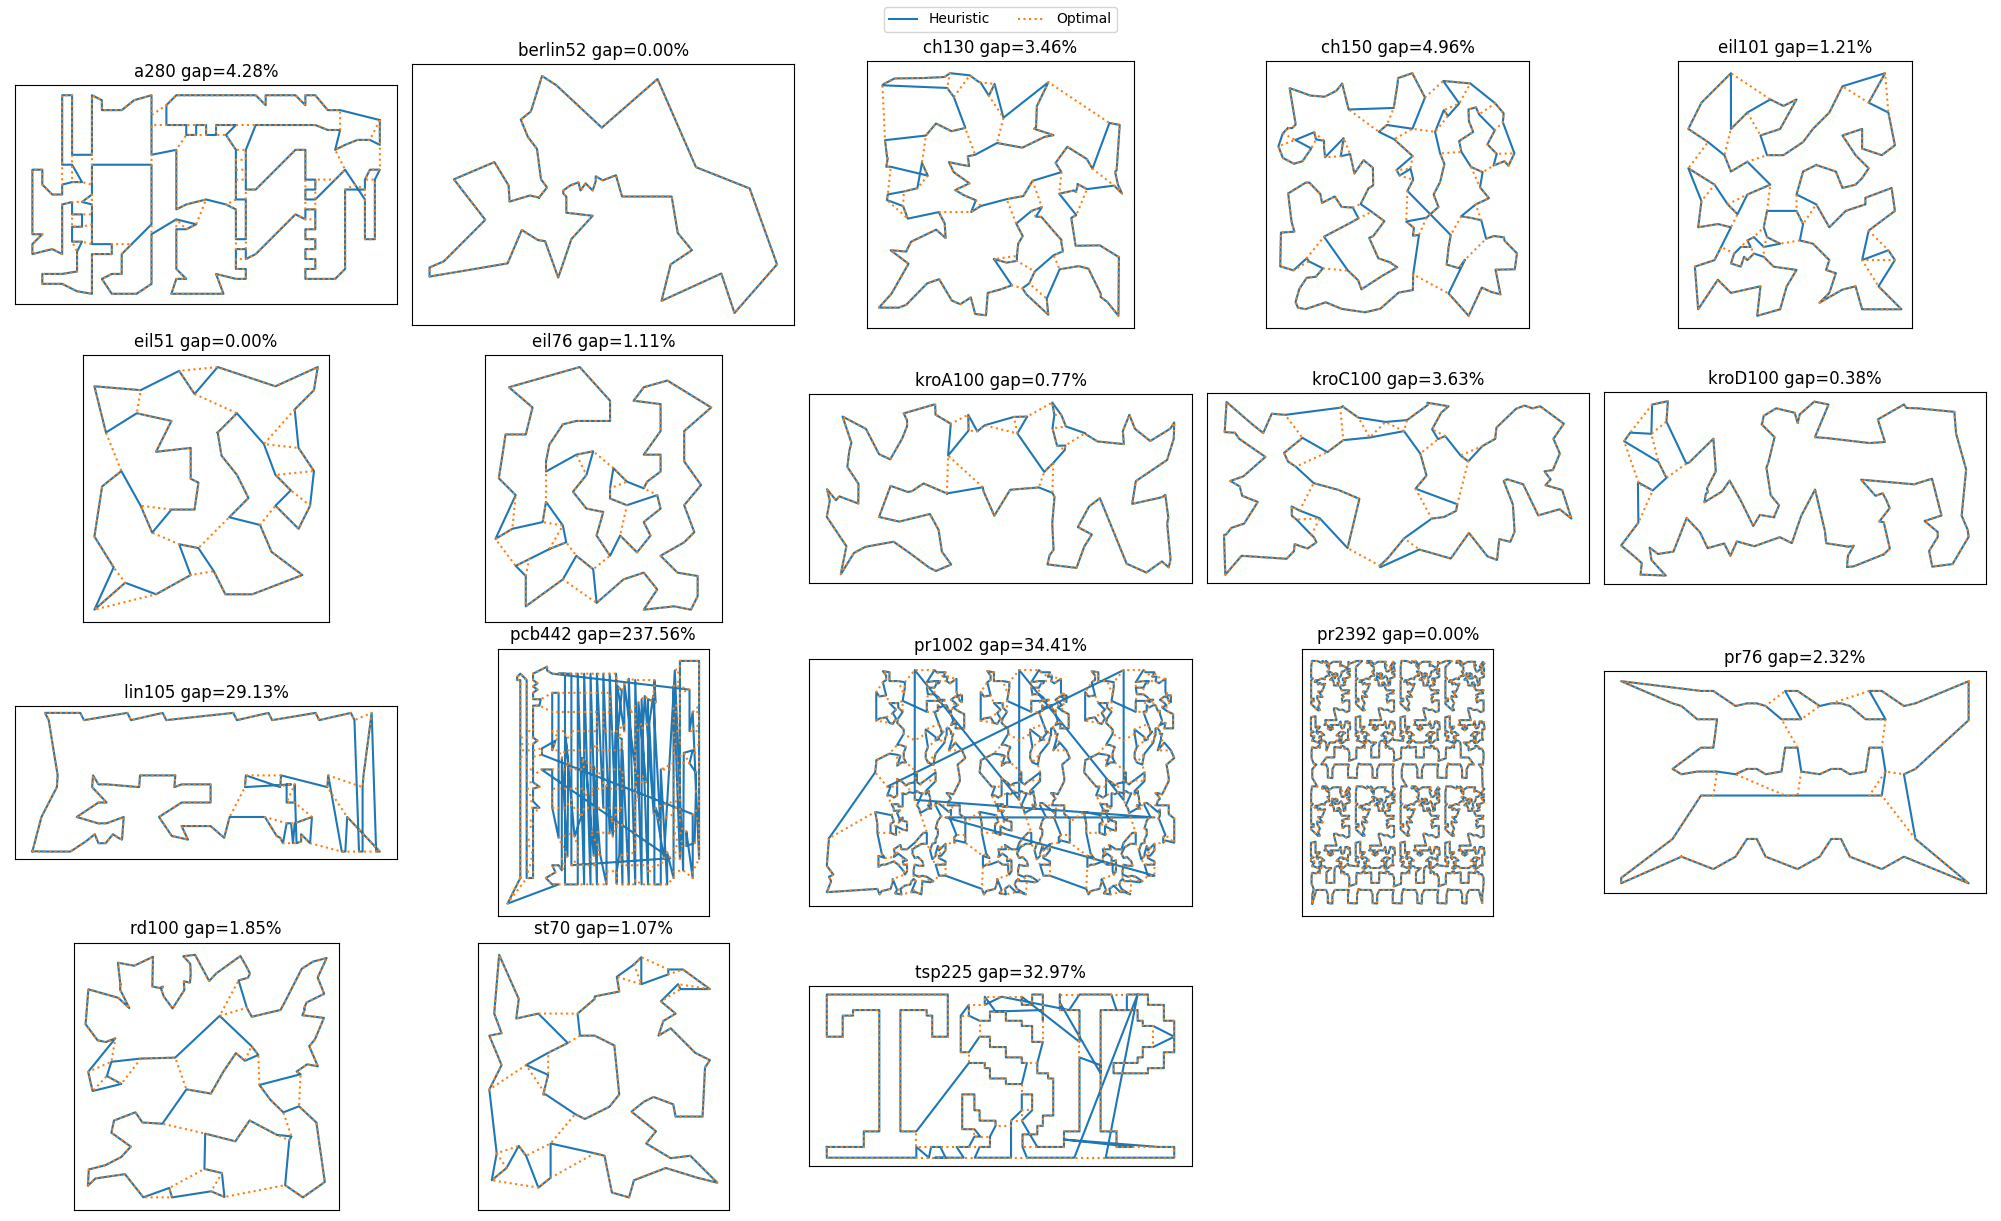 Heuristic Optimal
a280 gap=4.28%
berlin52 gap=0.00%
ch130 gap=3.46%
ch150 gap=4.96%
eil101 gap=1.21%
eil51 gap=0.00%
eil76 gap=1.11%
kroA100 gap=0.77%
kroC100 gap=3.63%
kroD100 gap=0.38%
lin105 gap=29.13%
pcb442 gap=237.56%
pr1002 gap=34.41%
pr2392 gap=0.00%
pr76 gap=2.32%
rd100 gap=1.85%
st70 gap=1.07%
tsp225 gap=32.97%